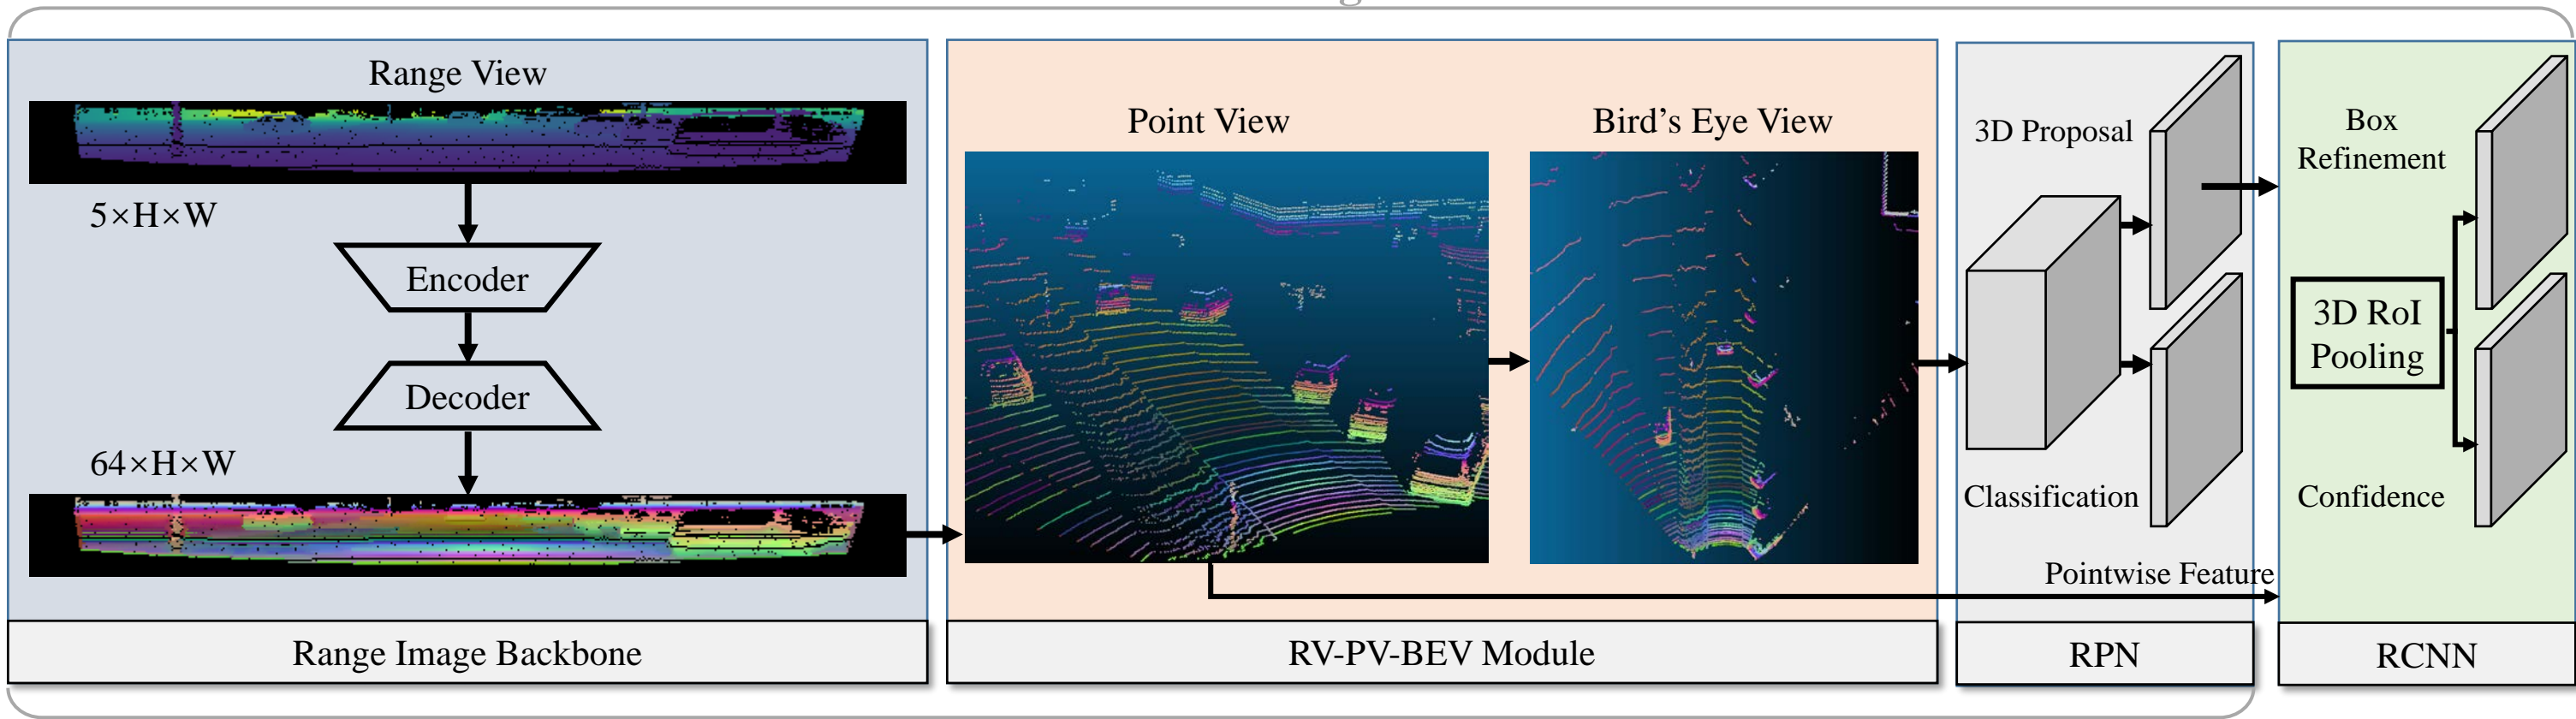 Range View
5×H×W
Encoder
Decoder
64×H×W
Range Image Backbone
Point View
Bird's Eye View
RV-PV-BEV Module
3D Proposal
Classification
Pointwise Feature
RPN
Box
Refinement
3D RoI
Pooling
Confidence
RCNN